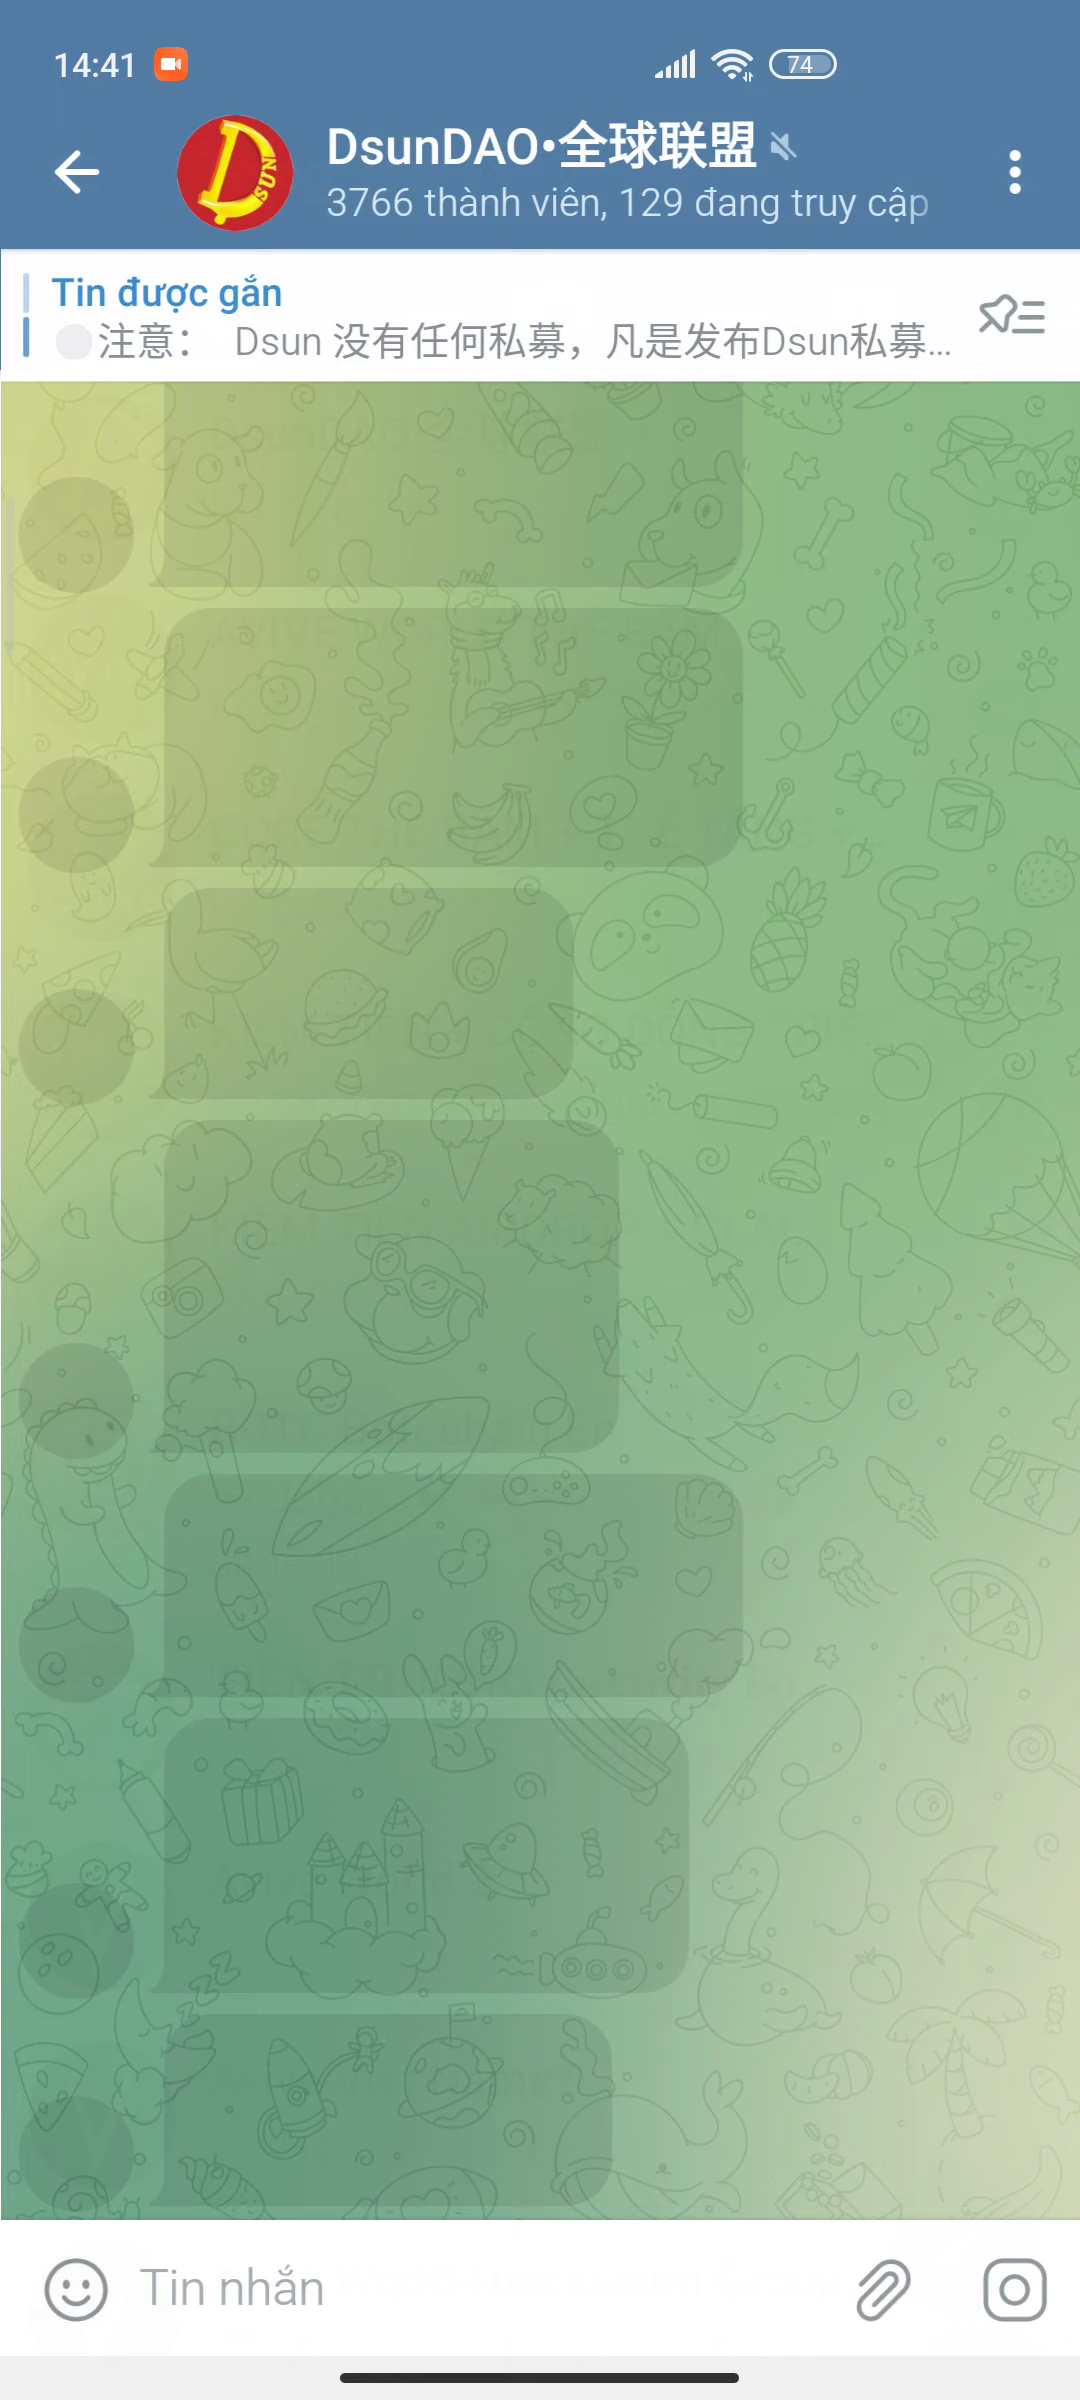 14:41
74
DSUN
DsunDAO•全球联盟
3766 thành viên, 129 đang truy cập
Tin được gắn
注意： Dsun 没有任何私募，凡是发布Dsun私募...
Tin nhắn